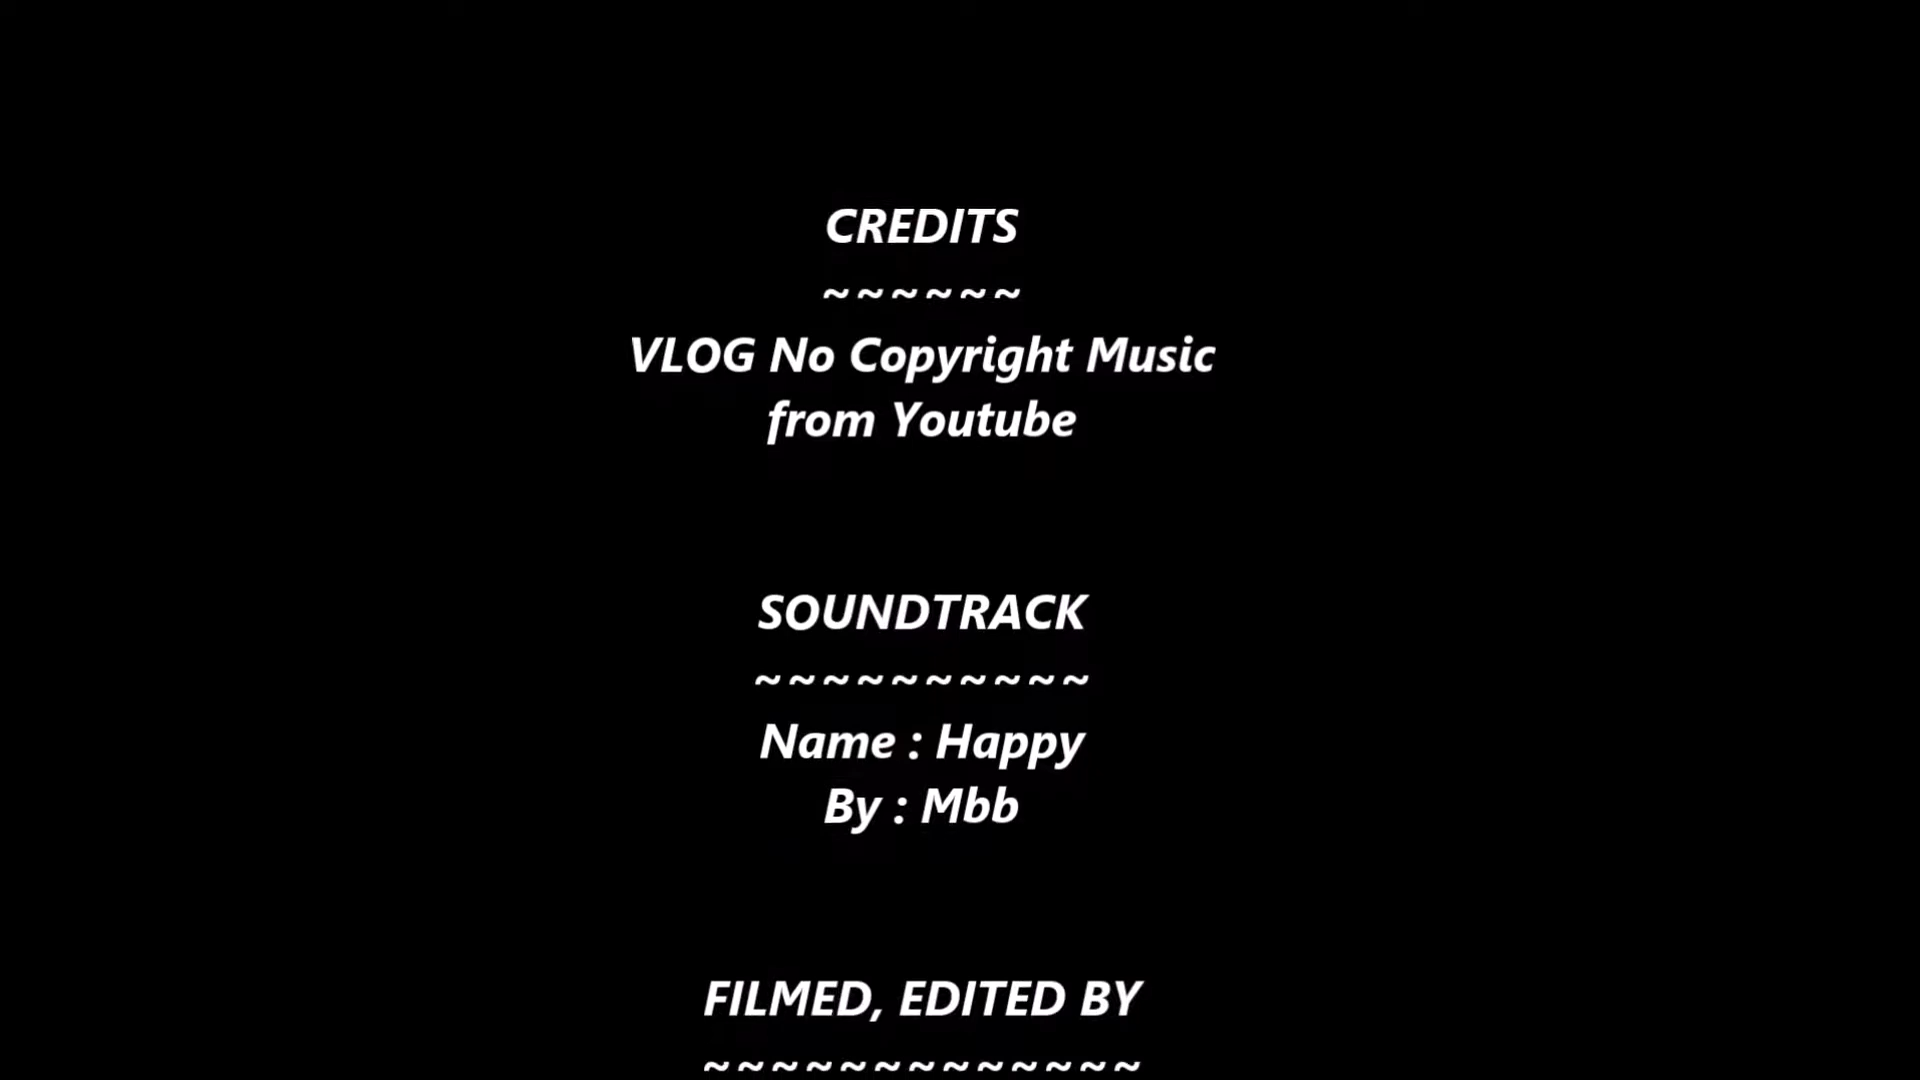 CREDITS
~~~~~~
VLOG No Copyright Music
from Youtube
SOUNDTRACK
~~~~~~~~~~
Name : Happy
By : Mbb
FILMED, EDITED BY
~~~~~~~~~~~~~